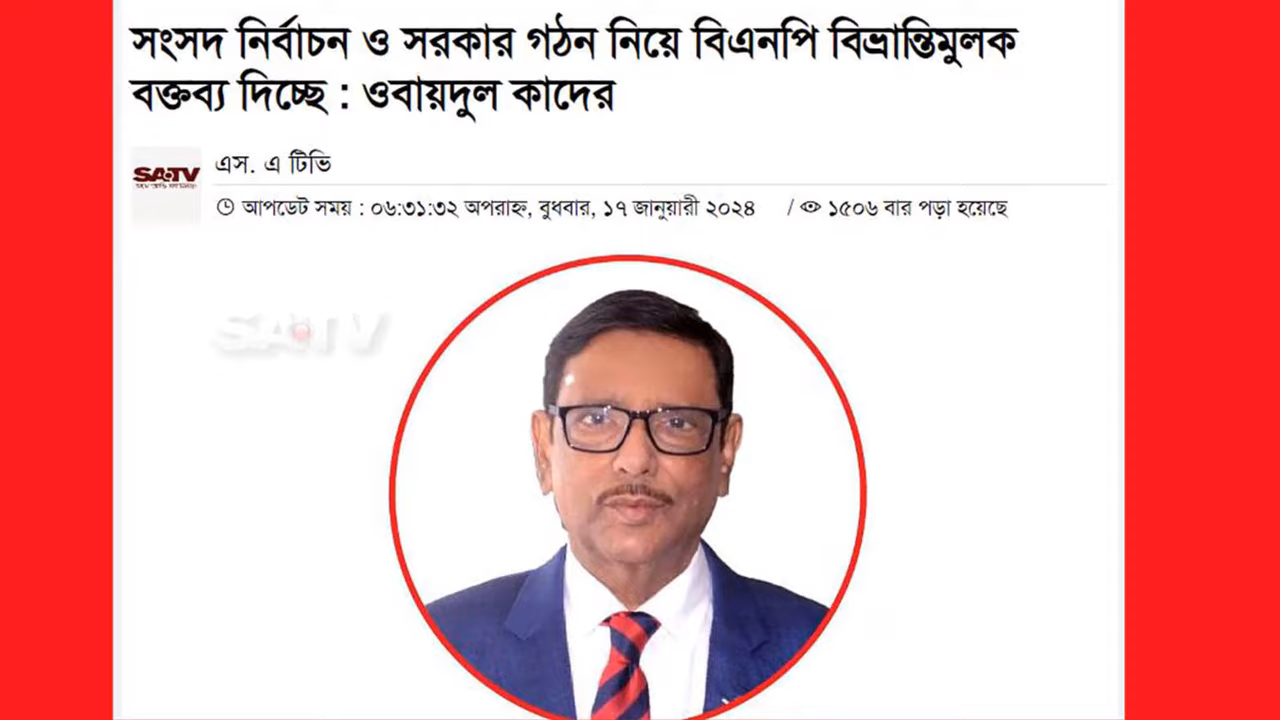 সংসদ নির্বাচন ও সরকার গঠন নিয়ে বিএনপি বিভ্রান্তিমুলক
বক্তব্য দিচ্ছে : ওবায়দুল কাদের
SATV
এস. এ টিভি
আপডেট সময় : ০৬:৩১:৩২ অপরাহ্ন, বুধবার, ১৭ জানুয়ারী ২০২৪ / ১৫০৬ বার পড়া হয়েছে
SATV